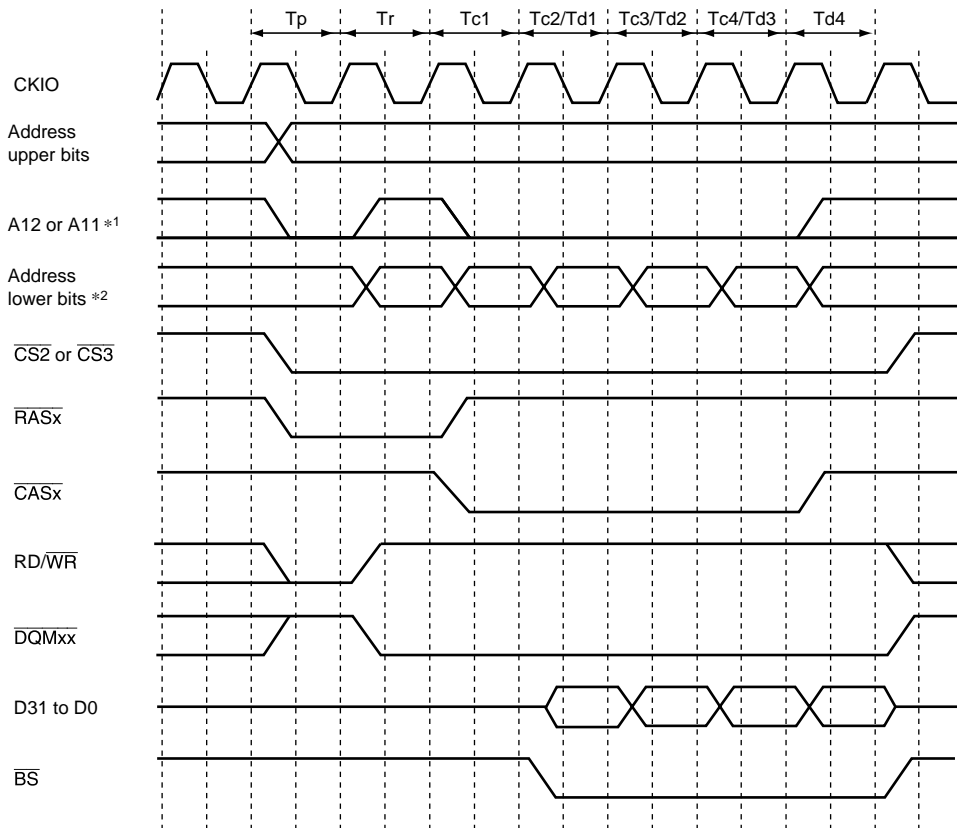 Tp Tr Tc1 Tc2/Td1 Tc3/Td2 Tc4/Td3 Td4
CKIO
Address
upper bits
A12 or A11 *1
Address
lower bits *2
CS2 or CS3
RASx
CASx
RD/WR
DQMxx
D31 to D0
BS